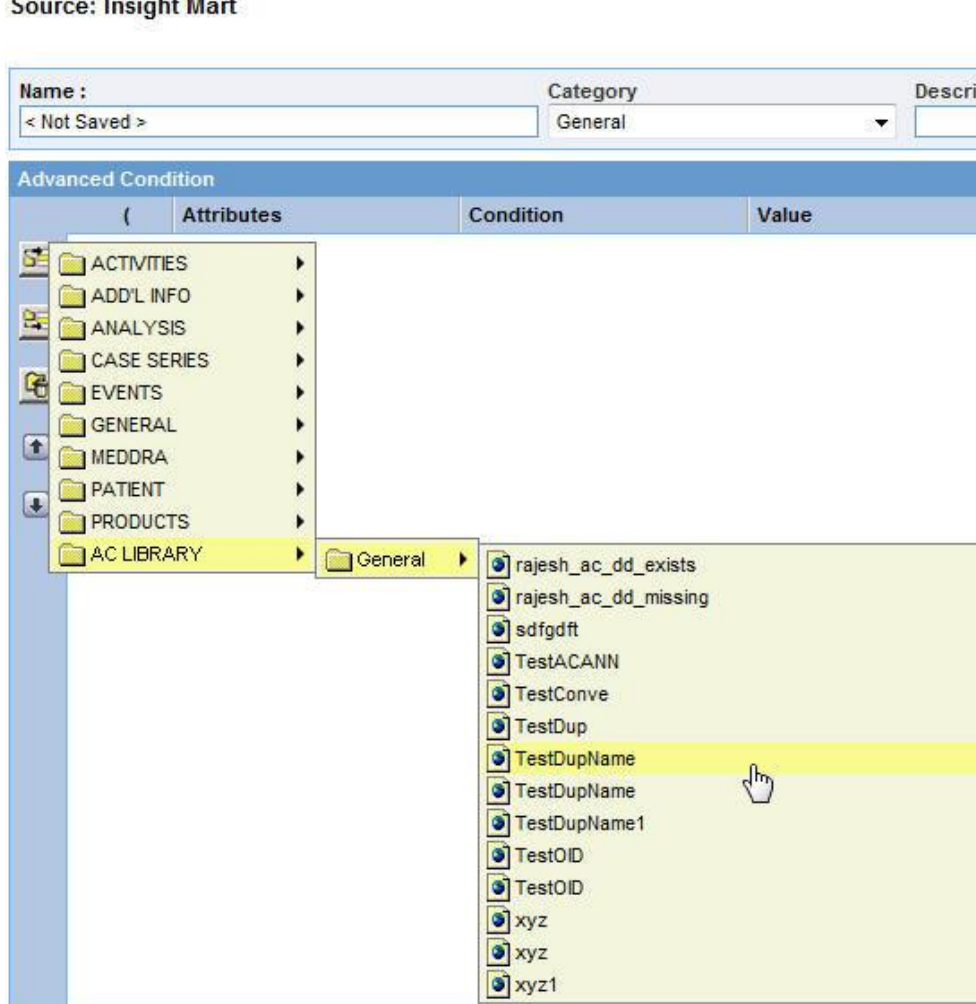 Source: Insight Mart
Name :
Category
Descri
< Not Saved >
General
Advanced Condition
( Attributes Condition Value
ACTIVITIES
ADD'L INFO
ANALYSIS
CASE SERIES
EVENTS
GENERAL
MEDDRA
PATIENT
PRODUCTS
AC LIBRARY
General
rajesh_ac_dd_exists
rajesh_ac_dd_missing
sdfgdft
TestACANN
TestConve
TestDup
TestDupName
TestDupName
TestDupName1
TestOID
TestOID
xyz
xyz
xyz1